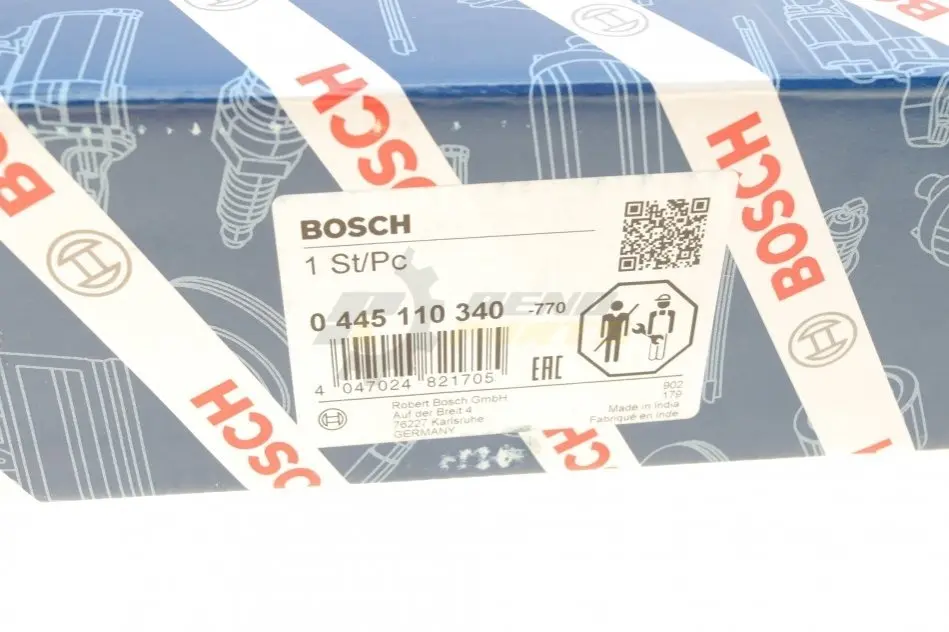 BOSCH
BOSCH
BOSCH
BOSCH
1 St/Pc
0 445 110 340 -770
4 047024 821705
EAC
Robert Bosch GmbH
Auf der Breit 4
76227 Karlsruhe
GERMANY
902
179
Made in India
Fabriqué en Inde
BOSCH